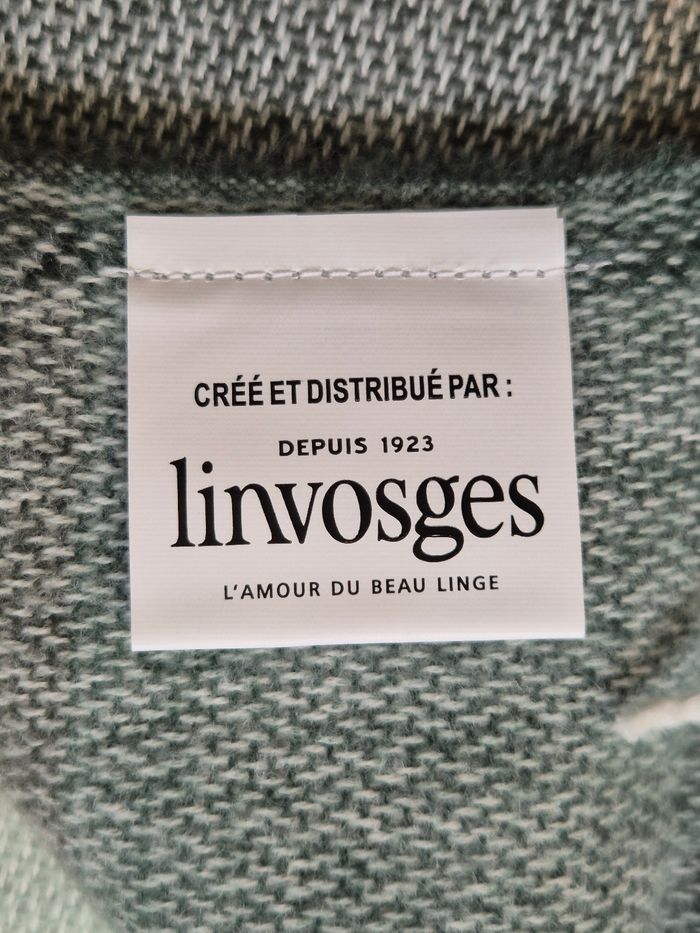 CRÉÉ ET DISTRIBUÉ PAR :
DEPUIS 1923
linvosges
L'AMOUR DU BEAU LINGE